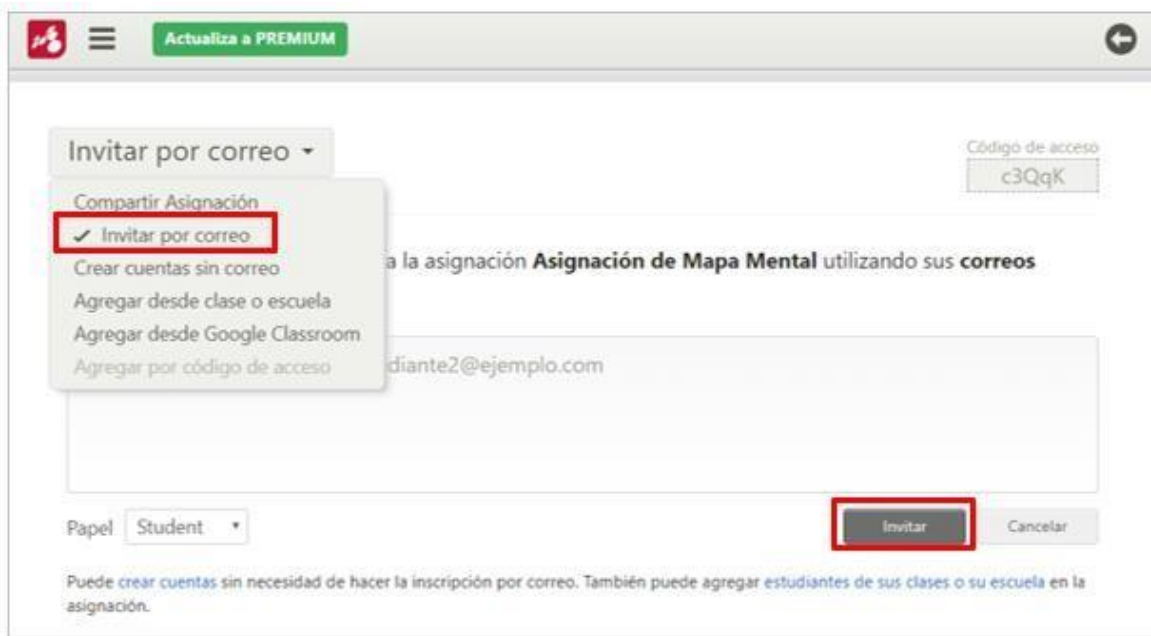 Actualiza a PREMIUM
Invitar por correo
Código de acceso
c3QqK
Compartir Asignación
✓ Invitar por correo
Crear cuentas sin correo
a la asignación Asignación de Mapa Mental utilizando sus correos
Agregar desde clase o escuela
Agregar desde Google Classroom
Agregar por código de acceso
diante2@ejemplo.com
Papel Student
Invitar
Cancelar
Puede crear cuentas sin necesidad de hacer la inscripción por correo. También puede agregar estudiantes de sus clases o su escuela en la
asignación.